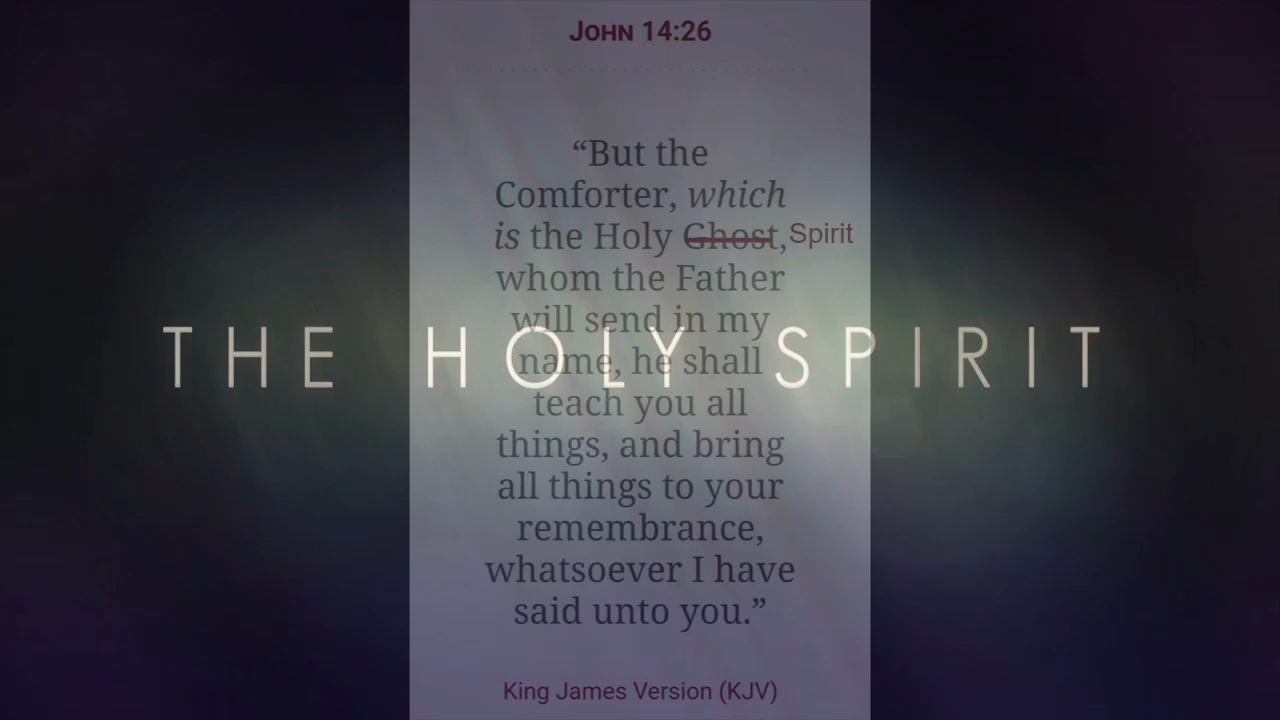 John 14:26
“But the
Comforter, which
is the Holy Ghost, Spirit
whom the Father
will send in my
THE HOLY SPIRIT
name, he shall
teach you all
things, and bring
all things to your
remembrance,
whatsoever I have
said unto you.”
King James Version (KJV)